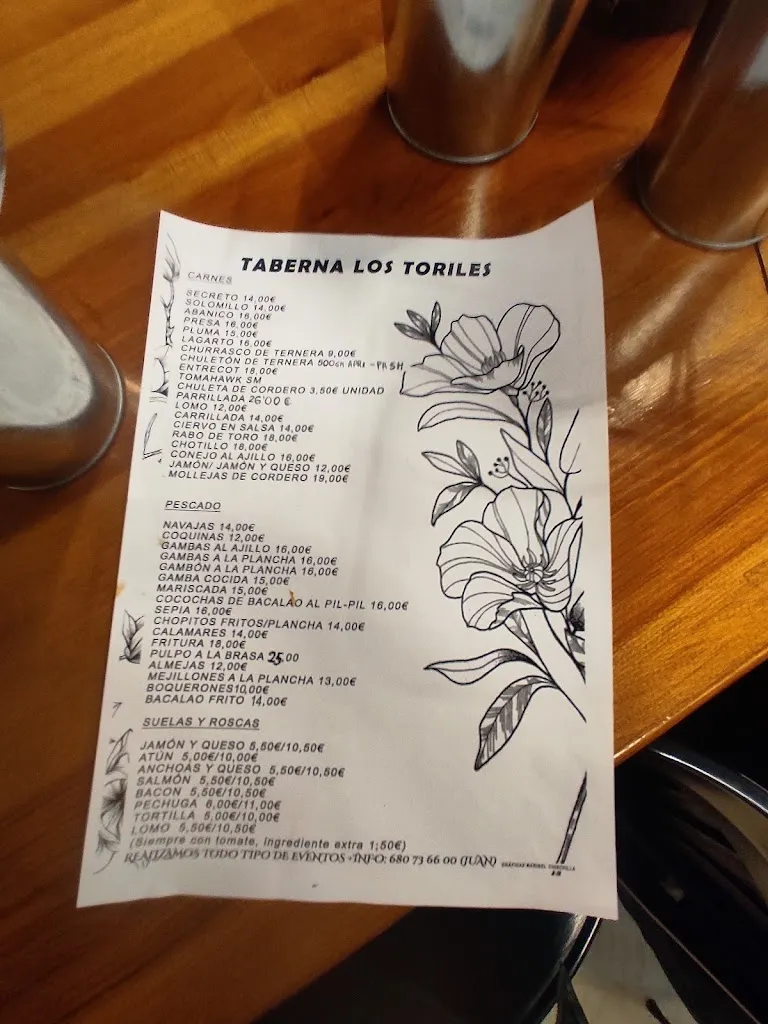 TABERNA LOS TORILES
CARNES
SECRETO 14,00€
SOLOMILLO 14,00€
ABANICO 16,00€
PRESA 16,00€
PLUMA 15,00€
LAGARTO 16,00€
CHURRASCO DE TERNERA 9,00€
CHULETÓN DE TERNERA 500GR APRX
ENTRECOT 18,00€
TOMAHAWK SM
CHULETA DE CORDERO 3,50€ UNIDAD
PARRILLADA 26'00 €
LOMO 12,00€
CARRILLADA 14,00€
CIERVO EN SALSA 14,00€
RABO DE TORO 18,00€
CHOTILLO 18,00€
CONEJO AL AJILLO 16,00€
JAMÓN/ JAMÓN Y QUESO 12,00€
MOLLEJAS DE CORDERO 19,00€
PESCADO
NAVAJAS 14,00€
COQUINAS 12,00€
GAMBAS AL AJILLO 16,00€
GAMBAS A LA PLANCHA 16,00€
GAMBÓN A LA PLANCHA 16,00€
GAMBA COCIDA 15,00€
MARISCADA 15,00€
COCOCHAS DE BACALAO AL PIL-PIL 16,00€
SEPIA 16,00€
CHOPITOS FRITOS/PLANCHA 14,00€
CALAMARES 14,00€
FRITURA 18,00€
PULPO A LA BRASA 25,00
ALMEJAS 12,00€
MEJILLONES A LA PLANCHA 13,00€
BOQUERONES10,00€
BACALAO FRITO 14,00€
SUELAS Y ROSCAS
JAMÓN Y QUESO 5,50€/10,50€
ATÚN 5,00€/10,00€
ANCHOAS Y QUESO 5,50€/10,50€
SALMÓN 5,50€/10,50€
BACON 5,50€/10,50€
PECHUGA 6,00€/11,00€
TORTILLA 5,00€/10,00€
LOMO 5,50€/10,50€
(Siempre con tomate, Ingrediente extra 1;50€)
REALIZAMOS TODO TIPO DE EVENTOS +INFO: 680 73 66 00 (JUAN)